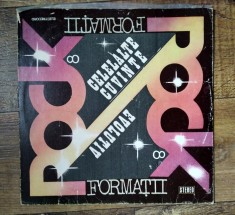 FORMAȚII
ROCK
8
CELELALTE
CUVINTE
EVOLUȚIA
ROCK
8
FORMAȚII
STEREO